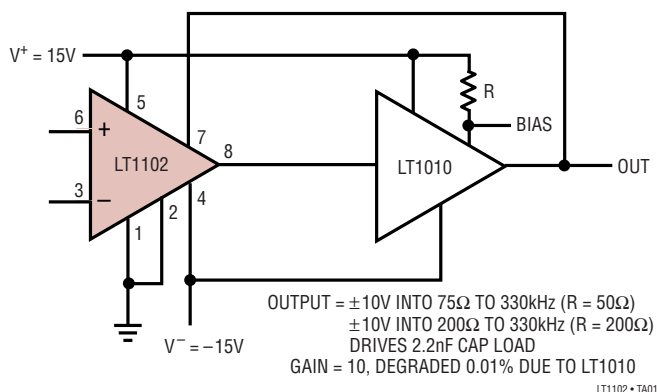 V+ = 15V
5
R
6
+
7
BIAS
LT1102
8
LT1010
OUT
3
−
4
2
1
V− = −15V
OUTPUT = ±10V INTO 75Ω TO 330kHz (R = 50Ω)
±10V INTO 200Ω TO 330kHz (R = 200Ω)
DRIVES 2.2nF CAP LOAD
GAIN = 10, DEGRADED 0.01% DUE TO LT1010
LT1102 • TA01